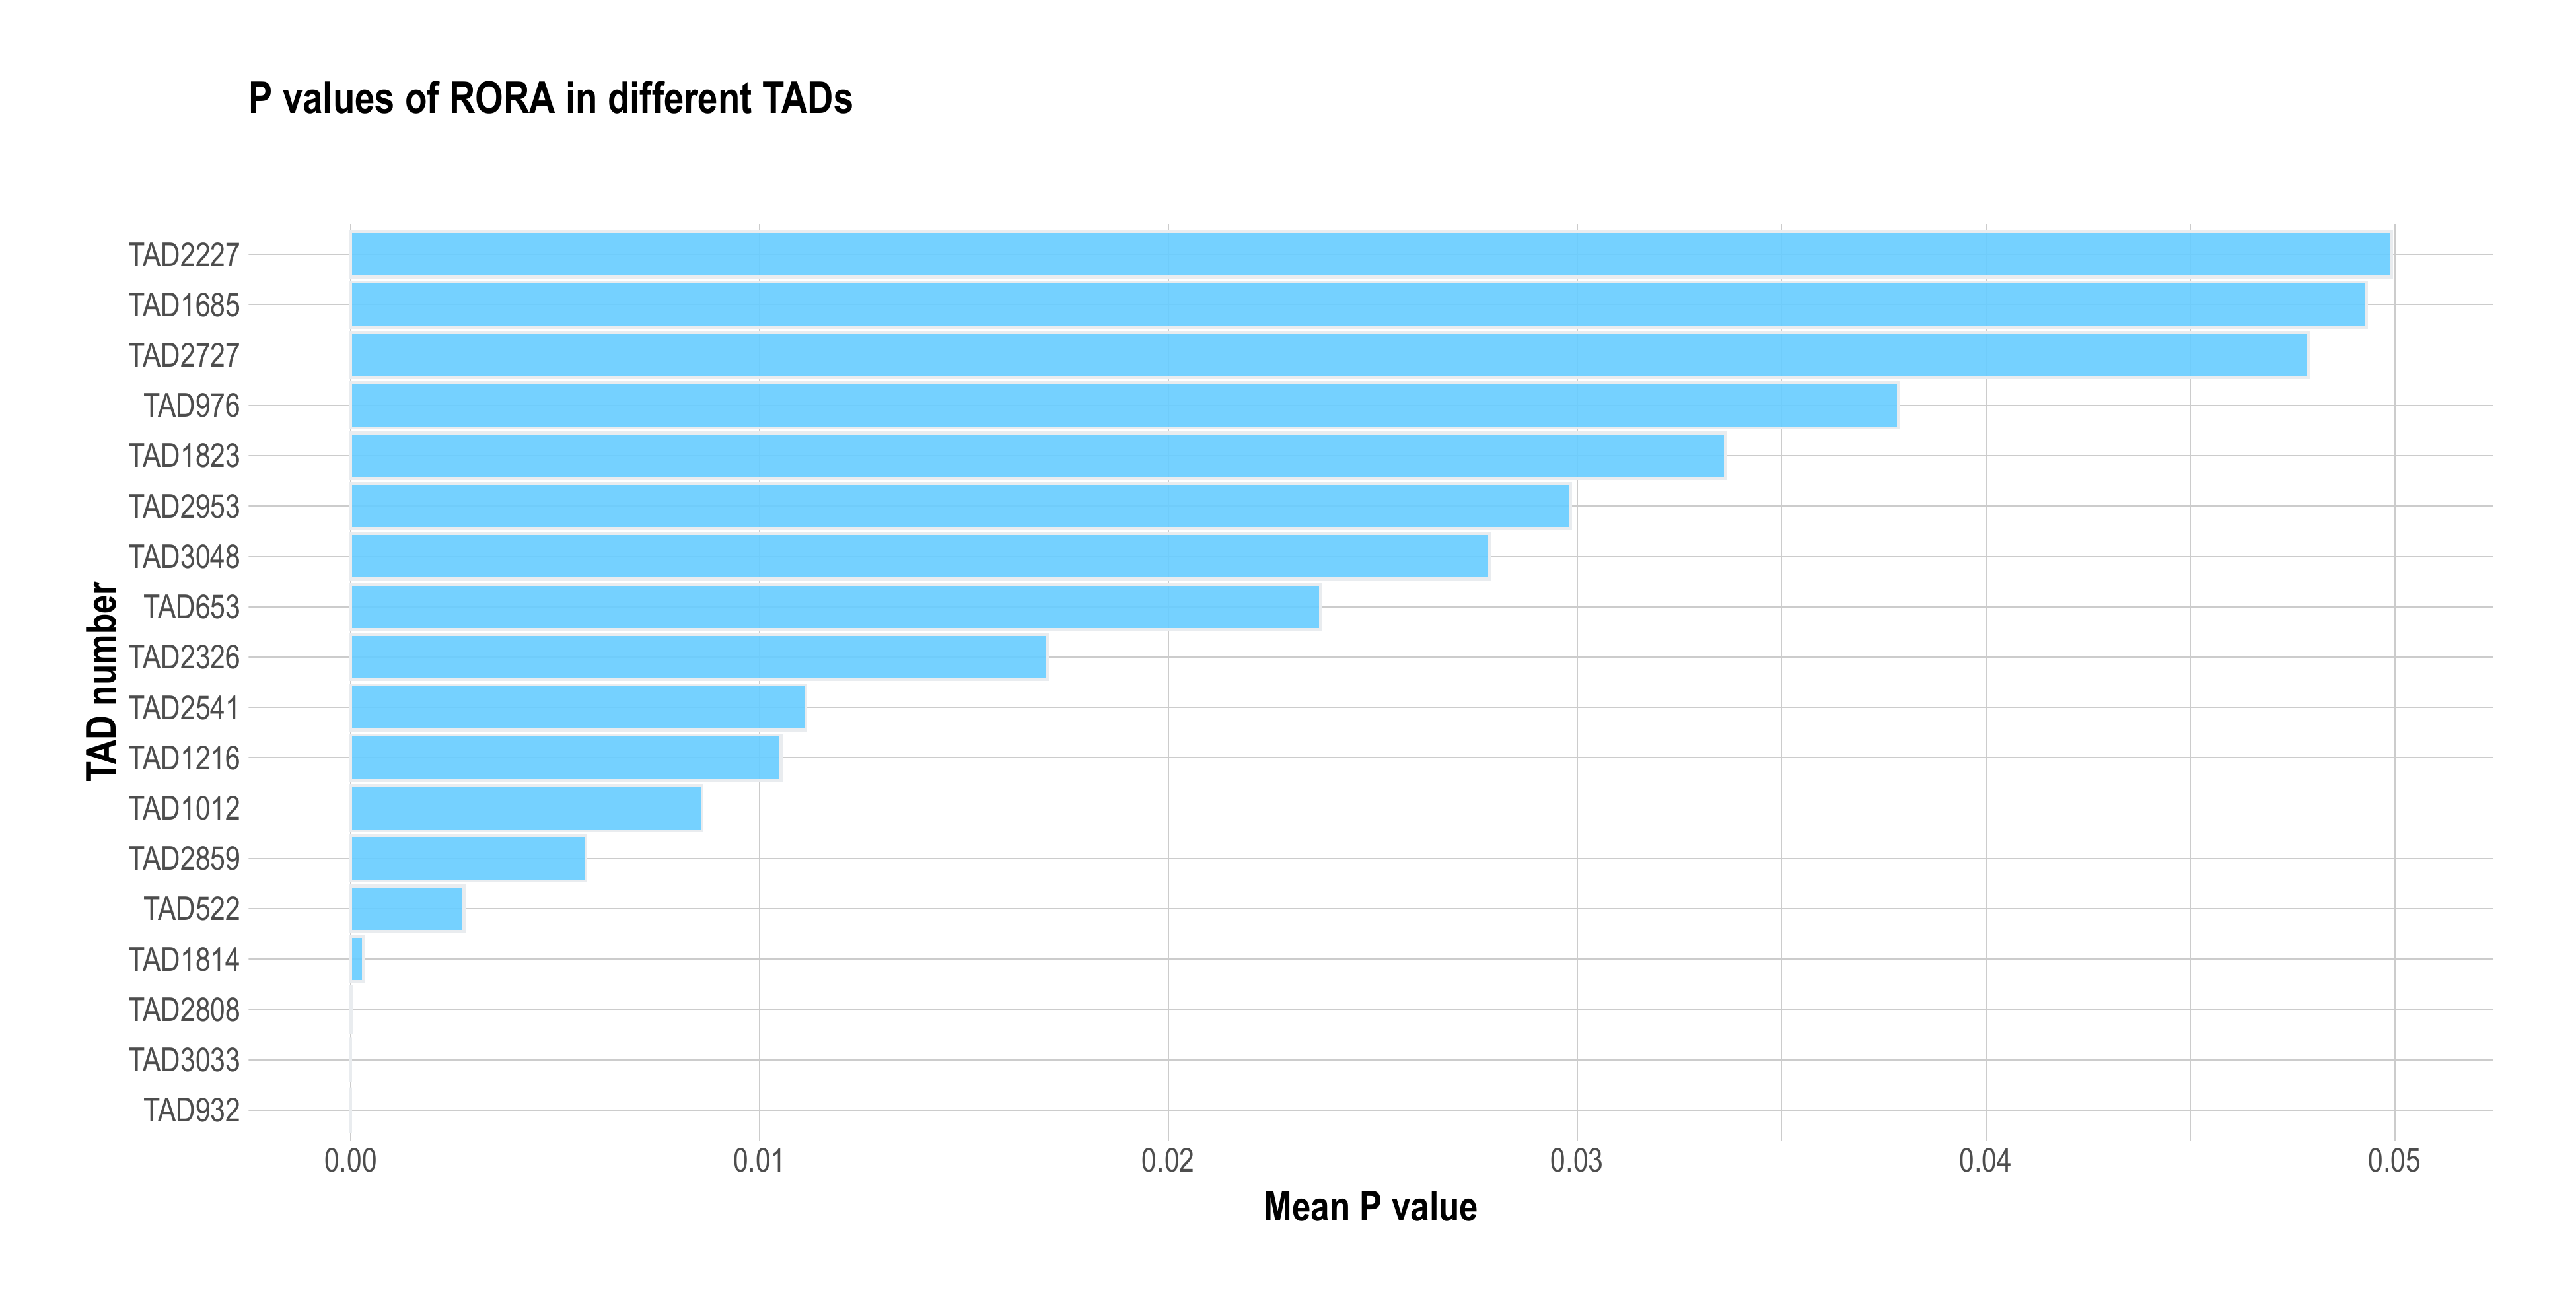 P values of RORA in different TADs
TAD2227
TAD1685
TAD2727
TAD976
TAD1823
TAD2953
TAD3048
TAD653
TAD2326
TAD2541
TAD1216
TAD1012
TAD2859
TAD522
TAD1814
TAD2808
TAD3033
TAD932
TAD number
0.00 0.01 0.02 0.03 0.04 0.05
Mean P value